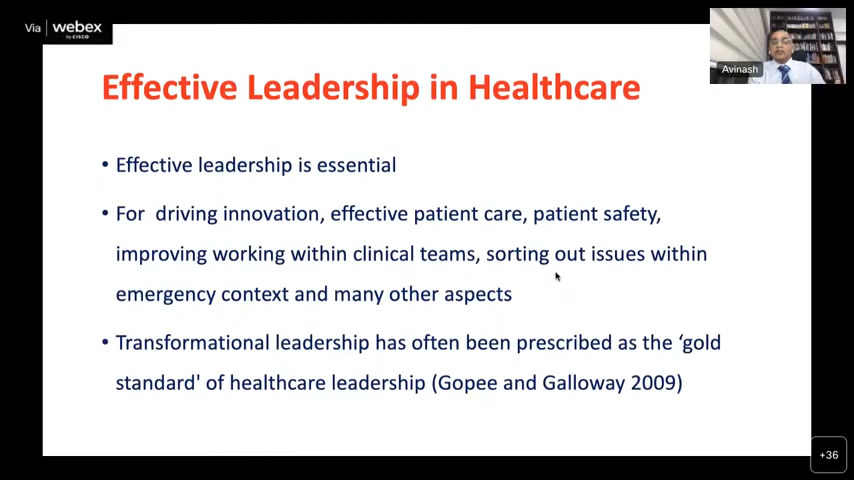 Via webex
by CISCO
Avinash
Effective Leadership in Healthcare
• Effective leadership is essential
• For driving innovation, effective patient care, patient safety,
improving working within clinical teams, sorting out issues within
emergency context and many other aspects
• Transformational leadership has often been prescribed as the ‘gold
standard' of healthcare leadership (Gopee and Galloway 2009)
+36